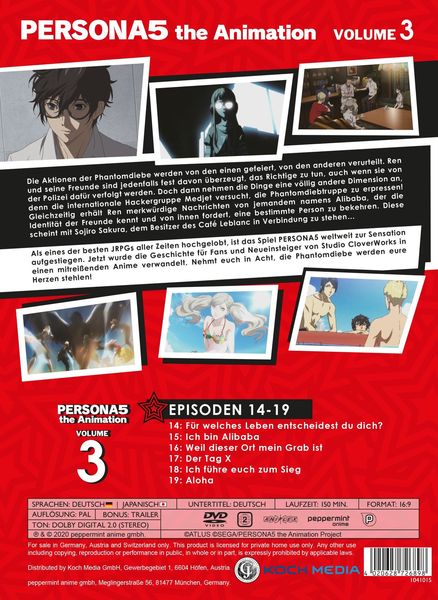 PERSONA5 the Animation VOLUME 3
Die Aktionen der Phantomdiebe werden von den einen gefeiert, von den anderen verurteilt. Ren
und seine Freunde sind jedenfalls fest davon überzeugt, das Richtige zu tun, auch wenn sie von
der Polizei dafür verfolgt werden. Doch dann nehmen die Dinge eine völlig andere Dimension an,
denn die internationale Hackergruppe Medjet versucht, die Phantomdiebtruppe zu erpressen!
Gleichzeitig erhält Ren merkwürdige Nachrichten von jemandem namens Alibaba, der die
Identität der Freunde kennt und von ihnen fordert, eine bestimmte Person zu bekehren. Diese
scheint mit Sojiro Sakura, dem Besitzer des Café Leblanc in Verbindung zu stehen...
Als eines der besten JRPGs aller Zeiten hochgelobt, ist das Spiel PERSONA5 weltweit zur Sensation
aufgestiegen. Jetzt wurde die Geschichte für Fans und Neueinsteiger von Studio CloverWorks in
einen mitreißenden Anime verwandelt. Nehmt euch in Acht, die Phantomdiebe werden eure
Herzen stehlen!
PERSONA5
the Animation
VOLUME
3
EPISODEN 14-19
14: Für welches Leben entscheidest du dich?
15: Ich bin Alibaba
16: Weil dieser Ort mein Grab ist
17: Der Tag X
18: Ich führe euch zum Sieg
19: Aloha
SPRACHEN: DEUTSCH | JAPANISCH UNTERTITEL: DEUTSCH LAUFZEIT: 150 MIN. FORMAT: 16:9
AUFLÖSUNG: PAL | BONUS: TRAILER
TON: DOLBY DIGITAL 2.0 (STEREO)
DVD VIDEO 2 peppermint anime
℗ & © 2020 peppermint anime gmbh. ©ATLUS ©SEGA/PERSONA5 the Animation Project
For sale in Germany, Austria and Switzerland only. This copy is licensed for private home-use only. Any other use
including copying, reproduction or performance in public, in whole or in part, is expressly prohibited by applicable laws.
Distributed by Koch Media GmbH, Gewerbegebiet 1, 6604 Höfen, Austria.
KOCH MEDIA
peppermint anime gmbh, Meglingerstraße 56, 81477 München, Germany.
1041015
4 020628 726898